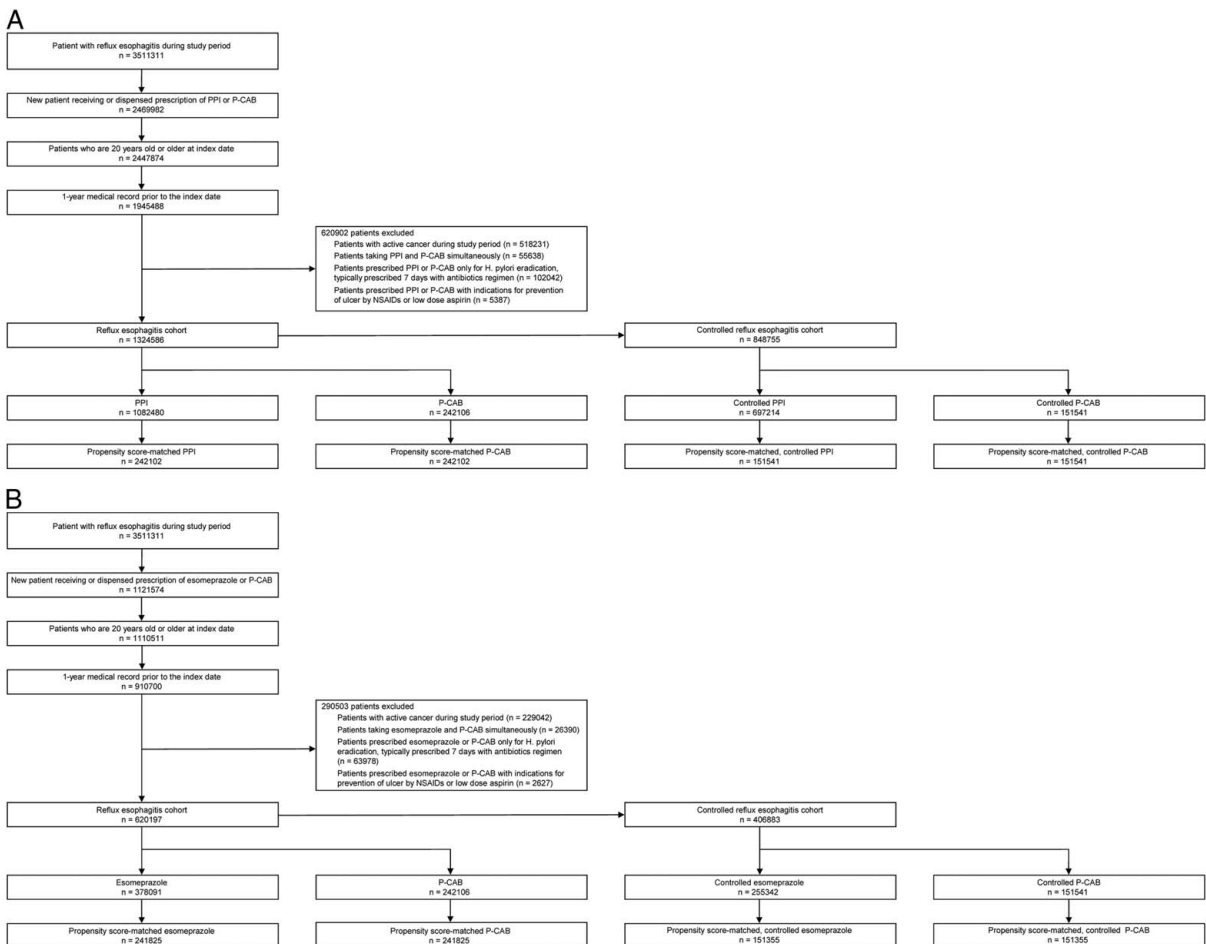 A
Patient with reflux esophagitis during study period
n = 3511311
New patient receiving or dispensed prescription of PPI or P-CAB
n = 2469982
Patients who are 20 years old or older at index date
n = 2447874
1-year medical record prior to the index date
n = 1945488
620902 patients excluded
Patients with active cancer during study period (n = 518231)
Patients taking PPI and P-CAB simultaneously (n = 55638)
Patients prescribed PPI or P-CAB only for H. pylori eradication,
typically prescribed 7 days with antibiotics regimen (n = 102042)
Patients prescribed PPI or P-CAB with indications for prevention
of ulcer by NSAIDs or low dose aspirin (n = 5387)
Reflux esophagitis cohort
n = 1324586
Controlled reflux esophagitis cohort
n = 848755
PPI
n = 1082480
P-CAB
n = 242106
Controlled PPI
n = 697214
Controlled P-CAB
n = 151541
Propensity score-matched PPI
n = 242102
Propensity score-matched P-CAB
n = 242102
Propensity score-matched, controlled PPI
n = 151541
Propensity score-matched, controlled P-CAB
n = 151541
B
Patient with reflux esophagitis during study period
n = 3511311
New patient receiving or dispensed prescription of esomeprazole or P-CAB
n = 1121574
Patients who are 20 years old or older at index date
n = 1110511
1-year medical record prior to the index date
n = 910700
290503 patients excluded
Patients with active cancer during study period (n = 229042)
Patients taking esomeprazole and P-CAB simultaneously (n = 26390)
Patients prescribed esomeprazole or P-CAB only for H. pylori
eradication, typically prescribed 7 days with antibiotics regimen
(n = 63978)
Patients prescribed esomeprazole or P-CAB with indications for
prevention of ulcer by NSAIDs or low dose aspirin (n = 2627)
Reflux esophagitis cohort
n = 620197
Controlled reflux esophagitis cohort
n = 406883
Esomeprazole
n = 378091
P-CAB
n = 242106
Controlled esomeprazole
n = 255342
Controlled P-CAB
n = 151541
Propensity score-matched esomeprazole
n = 241825
Propensity score-matched P-CAB
n = 241825
Propensity score-matched, controlled esomeprazole
n = 151355
Propensity score-matched, controlled P-CAB
n = 151355